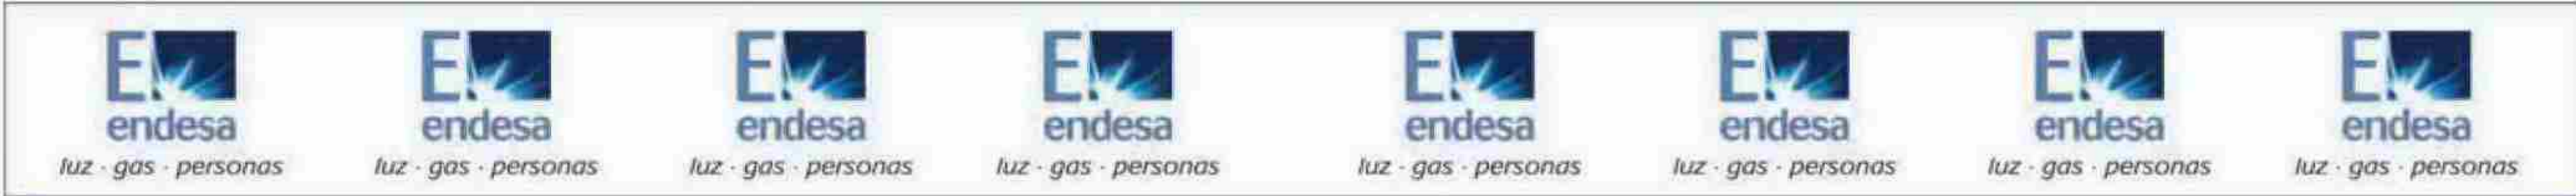 E E E E E E E E
endesa endesa endesa endesa endesa endesa endesa endesa
luz · gas · personas luz · gas · personas luz · gas · personas luz · gas · personas luz · gas · personas luz · gas · personas luz · gas · personas luz · gas · personas